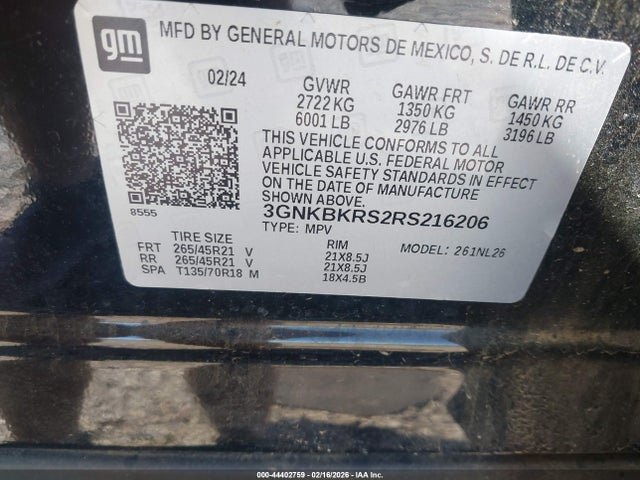 gm
MFD BY GENERAL MOTORS DE MEXICO, S. DE R.L. DE C.V.
02/24 GVWR GAWR FRT GAWR RR
2722 KG 1350 KG 1450 KG
6001 LB 2976 LB 3196 LB
THIS VEHICLE CONFORMS TO ALL
APPLICABLE U.S. FEDERAL MOTOR
VEHICLE SAFETY STANDARDS IN EFFECT
ON THE DATE OF MANUFACTURE
SHOWN ABOVE.
8555 3GNKBKRS2RS216206
TYPE: MPV MODEL: 261NL26
TIRE SIZE RIM
FRT 265/45R21 V 21X8.5J
RR 265/45R21 V 21X8.5J
SPA T135/70R18 M 18X4.5B
000-44402759 - 02/16/2026 - IAA Inc.